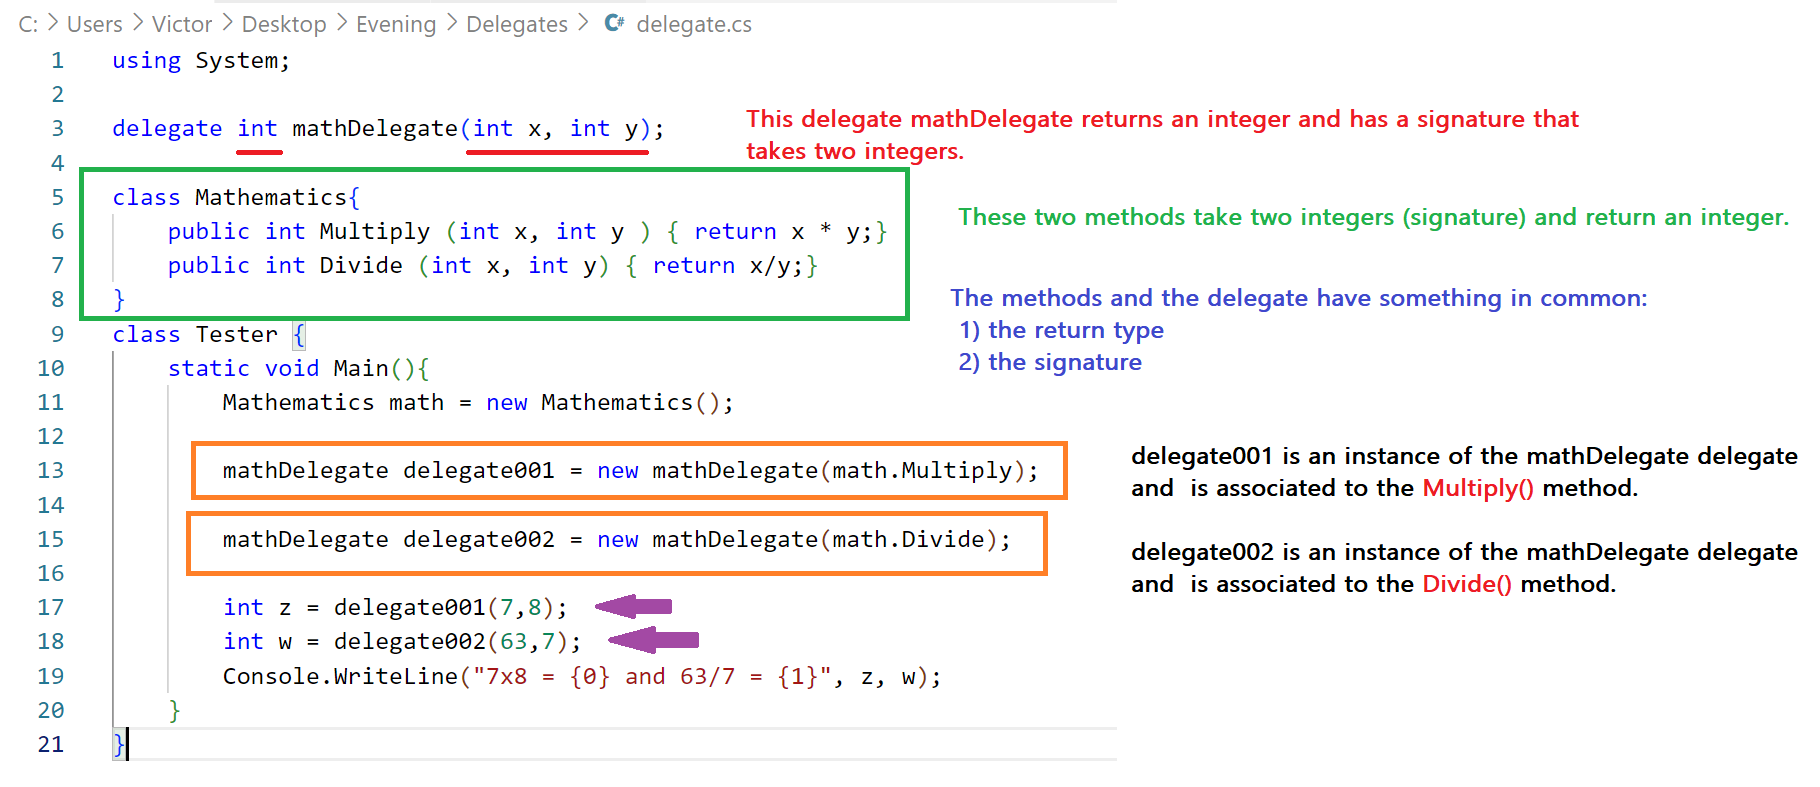 C: > Users > Victor > Desktop > Evening > Delegates > C# delegate.cs
1 using System;
2
3 delegate int mathDelegate(int x, int y);
This delegate mathDelegate returns an integer and has a signature that
takes two integers.
4
5 class Mathematics{
6 public int Multiply (int x, int y ) { return x * y;}
These two methods take two integers (signature) and return an integer.
7 public int Divide (int x, int y) { return x/y;}
8 }
The methods and the delegate have something in common:
1) the return type
2) the signature
9 class Tester {
10 static void Main(){
11 Mathematics math = new Mathematics();
12
13 mathDelegate delegate001 = new mathDelegate(math.Multiply);
delegate001 is an instance of the mathDelegate delegate
and is associated to the Multiply() method.
14
15 mathDelegate delegate002 = new mathDelegate(math.Divide);
delegate002 is an instance of the mathDelegate delegate
and is associated to the Divide() method.
16
17 int z = delegate001(7,8);
18 int w = delegate002(63,7);
19 Console.WriteLine("7x8 = {0} and 63/7 = {1}", z, w);
20 }
21 }